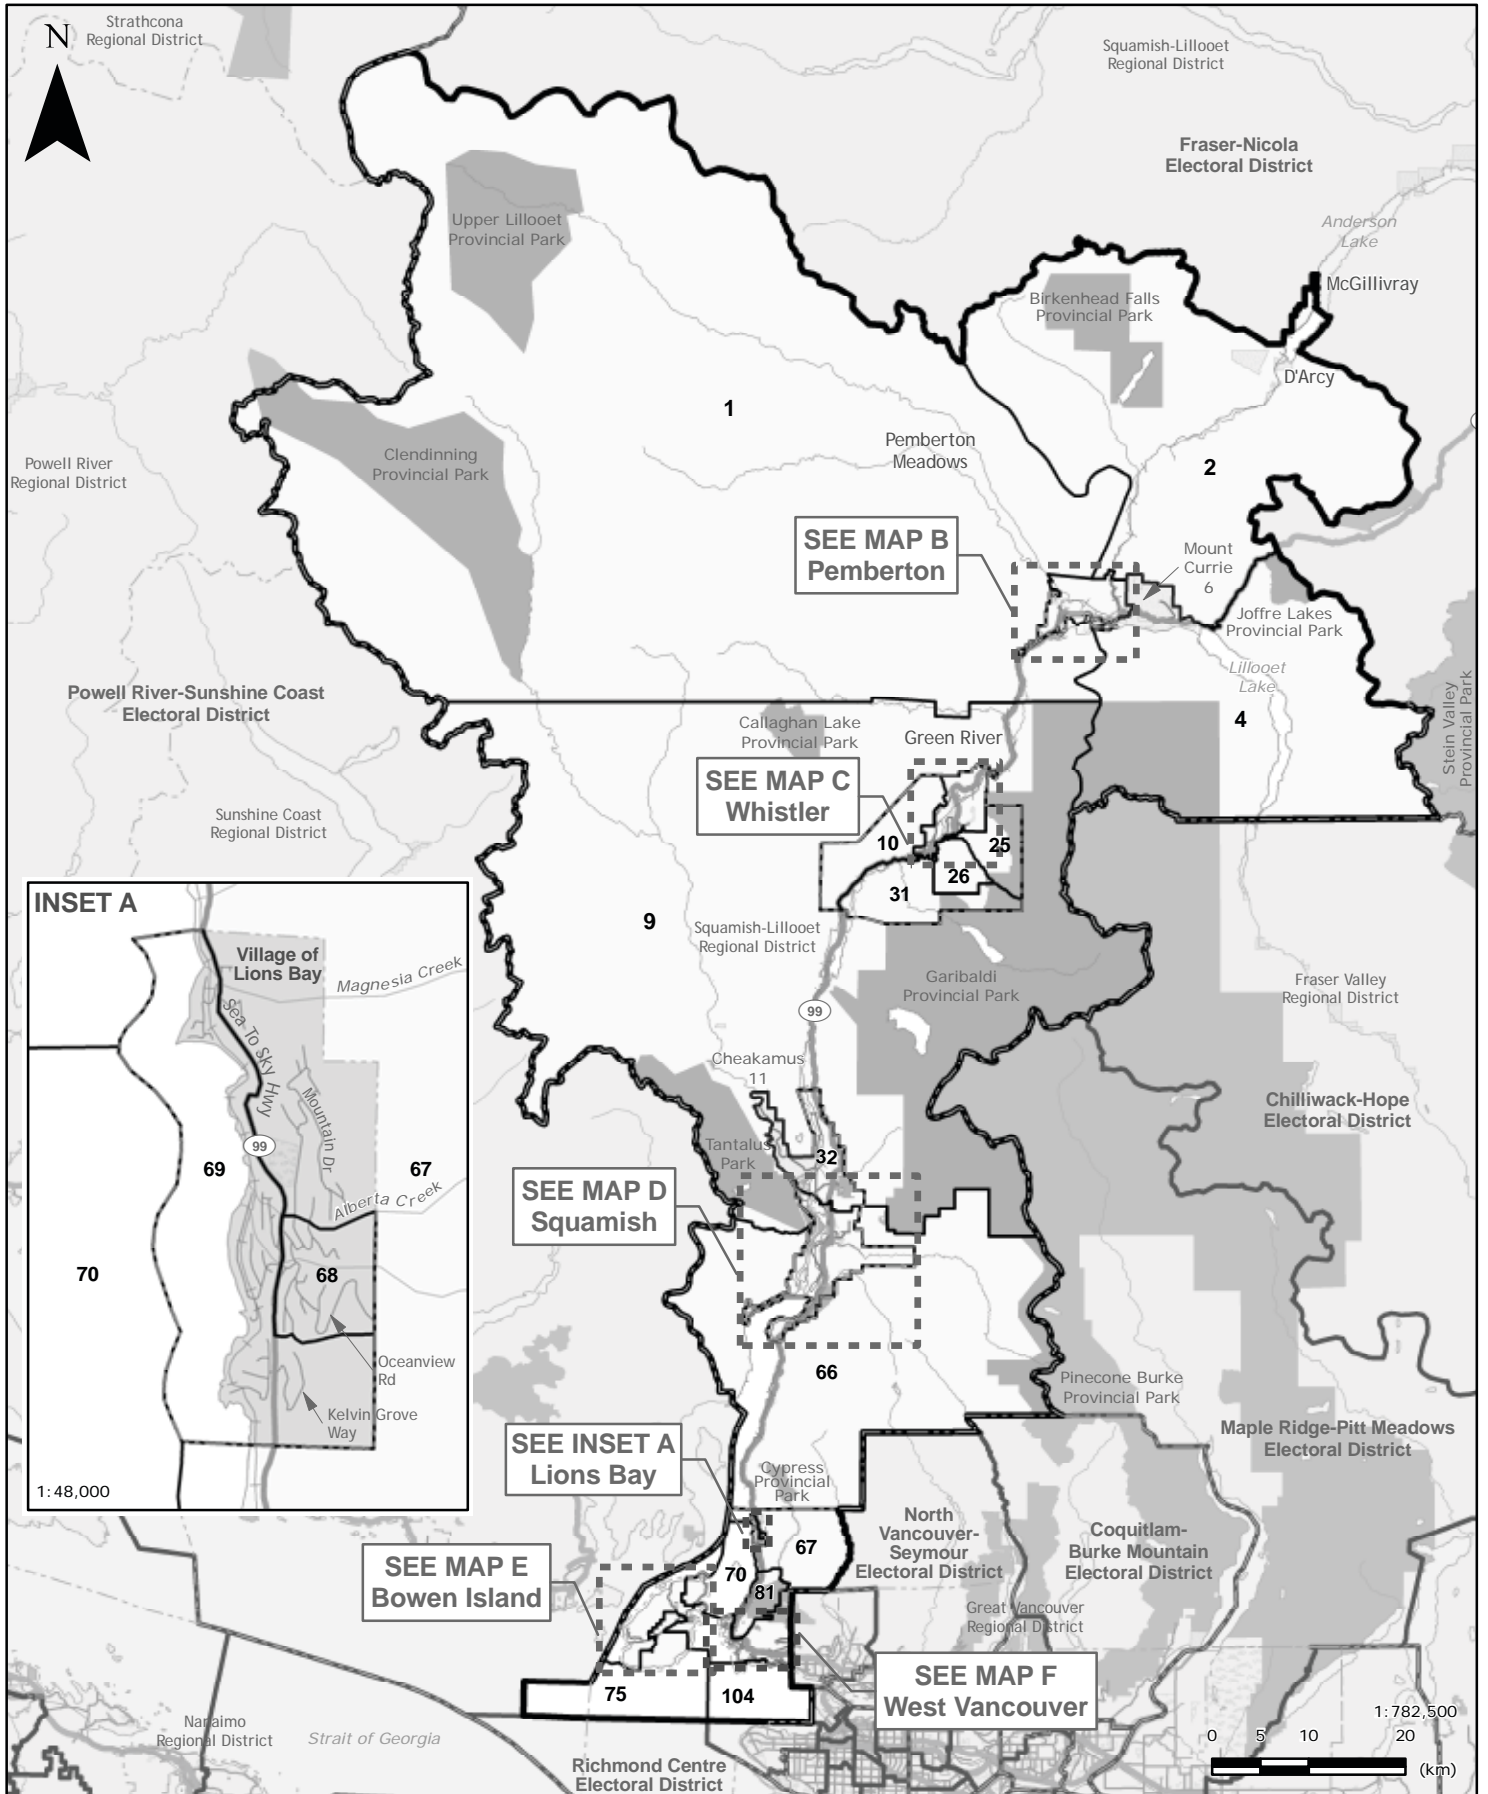 N
Strathcona
Regional District
Squamish-Lillooet
Regional District
Fraser-Nicola
Electoral District
Anderson
Lake
McGillivray
Upper Lillooet
Provincial Park
Birkenhead Falls
Provincial Park
D'Arcy
1
Pemberton
Meadows
2
Clendinning
Provincial Park
Powell River
Regional District
SEE MAP B
Pemberton
Mount
Currie
6
Joffre Lakes
Provincial Park
Lillooet
Lake
4
Stein Valley
Provincial Park
Powell River-Sunshine Coast
Electoral District
Callaghan Lake
Provincial Park
Green River
SEE MAP C
Whistler
10
25
26
31
Sunshine Coast
Regional District
9
Squamish-Lillooet
Regional District
Garibaldi
Provincial Park
Fraser Valley
Regional District
99
Cheakamus
11
Chilliwack-Hope
Electoral District
Tantalus
Park
32
SEE MAP D
Squamish
66
Pinecone Burke
Provincial Park
Maple Ridge-Pitt Meadows
Electoral District
SEE INSET A
Lions Bay
Cypress
Provincial
Park
67
North
Vancouver-
Seymour
Electoral District
Coquitlam-
Burke Mountain
Electoral District
SEE MAP E
Bowen Island
70
81
Great Vancouver
Regional District
SEE MAP F
West Vancouver
75
104
Nanaimo
Regional District
Strait of Georgia
Richmond Centre
Electoral District
1:782,500
0 5 10 20
(km)
INSET A
Village of
Lions Bay
Magnesia Creek
Sea To Sky Hwy
Mountain Dr
99
69
67
Alberta Creek
70
68
Oceanview
Rd
Kelvin Grove
Way
1:48,000